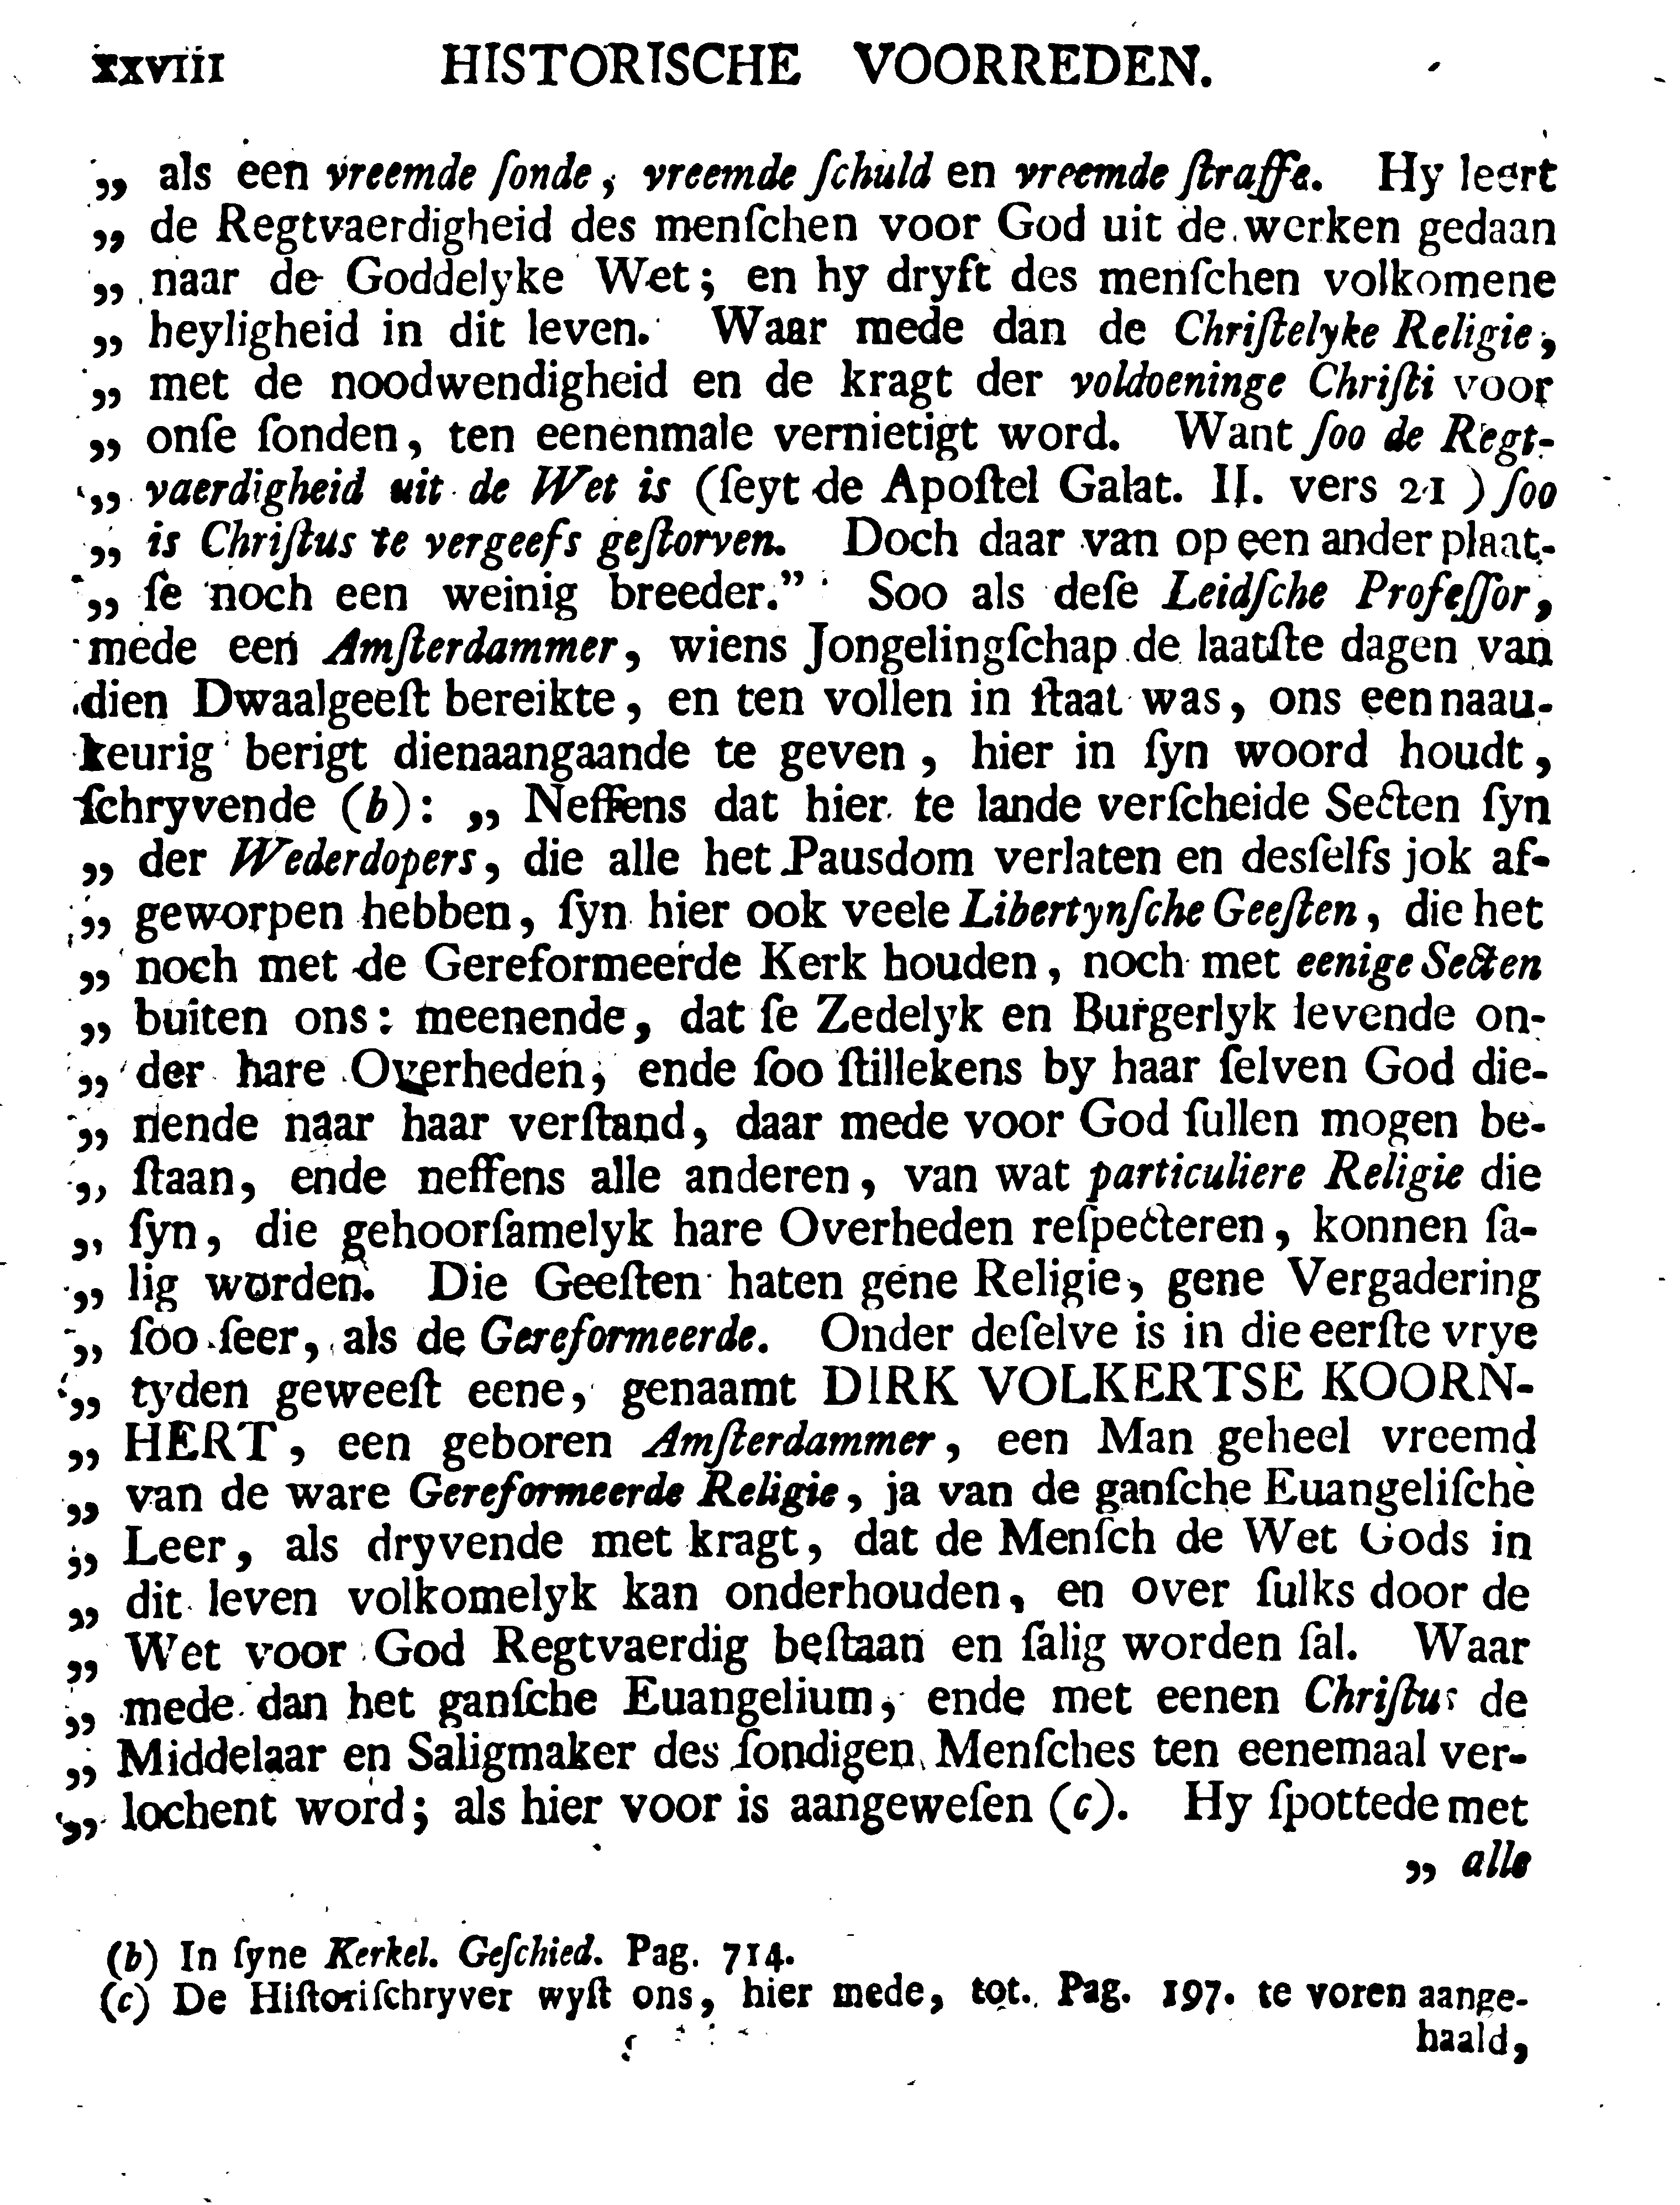 xxviii HISTORISCHE VOORREDEN.
„ als een vreemde ſonde, vreemde ſchuld en vreemde ſtraffe. Hy leert
„ de Regtvaerdigheid des menſchen voor God uit de werken gedaan
„ naar de Goddelyke Wet; en hy dryft des menſchen volkomene
„ heyligheid in dit leven. Waar mede dan de Chriſtelyke Religie,
„ met de noodwendigheid en de kragt der voldoeninge Chriſti voor
„ onſe ſonden, ten eenenmale vernietigt word. Want ſoo de Regt-
„ vaerdigheid uit de Wet is (ſeyt de Apoſtel Galat. II. vers 21) ſoo
„ is Chriſtus te vergeefs geſtorven. Doch daar van op een ander plaat-
„ ſe noch een weinig breeder.” Soo als deſe Leidſche Profeſſor,
mede een Amſterdammer, wiens Jongelingſchap de laatſte dagen van
dien Dwaalgeeſt bereikte, en ten vollen in ſtaat was, ons een naau-
keurig berigt dienaangaande te geven, hier in ſyn woord houdt,
ſchryvende (b): „ Neffens dat hier te lande verſcheide Secten ſyn
„ der Wederdopers, die alle het Pausdom verlaten en desſelfs jok af-
„ geworpen hebben, ſyn hier ook veele Libertynſche Geeſten, die het
„ noch met de Gereformeerde Kerk houden, noch met eenige Secten
„ buiten ons: meenende, dat ſe Zedelyk en Burgerlyk levende on-
„ der hare Overheden, ende ſoo ſtillekens by haar ſelven God die-
„ nende naar haar verſtand, daar mede voor God ſullen mogen be-
„ ſtaan, ende neffens alle anderen, van wat particuliere Religie die
„ ſyn, die gehoorſamelyk hare Overheden reſpecteren, konnen ſa-
„ lig worden. Die Geeſten haten gene Religie, gene Vergadering
„ ſoo ſeer, als de Gereformeerde. Onder deſelve is in die eerſte vrye
„ tyden geweeſt eene, genaamt DIRK VOLKERTSE KOORN-
„ HERT, een geboren Amſterdammer, een Man geheel vreemd
„ van de ware Gereformeerde Religie, ja van de ganſche Euangeliſche
„ Leer, als dryvende met kragt, dat de Menſch de Wet Gods in
„ dit leven volkomelyk kan onderhouden, en over ſulks door de
„ Wet voor God Regtvaerdig beſtaan en ſalig worden ſal. Waar
„ mede dan het ganſche Euangelium, ende met eenen Chriſtus de
„ Middelaar en Saligmaker des ſondigen Menſches ten eenemaal ver-
„ lochent word; als hier voor is aangeweſen (c). Hy ſpottede met
„ alle
(b) In ſyne Kerkel. Geſchied. Pag. 714.
(c) De Hiſtoriſchryver wyſt ons, hier mede, tot. Pag. 197. te voren aange-
haald,